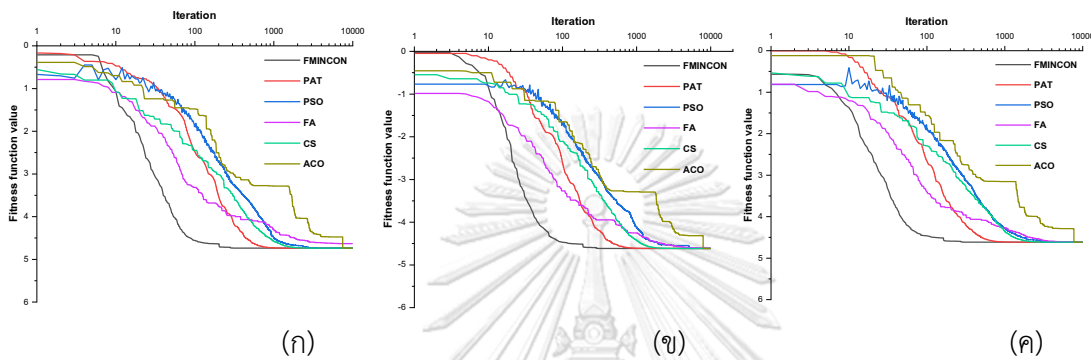 Iteration
1 10 100 1000 10000
0
1
2
3
4
5
6
Fitness function value
FMINCON
PAT
PSO
FA
CS
ACO
(ก)
Iteration
1 10 100 1000 10000
0
-1
-2
-3
-4
-5
-6
Fitness function value
FMINCON
PAT
PSO
FA
CS
ACO
(ข)
Iteration
1 10 100 1000 10000
0
1
2
3
4
5
6
Fitness function value
FMINCON
PAT
PSO
FA
CS
ACO
(ค)